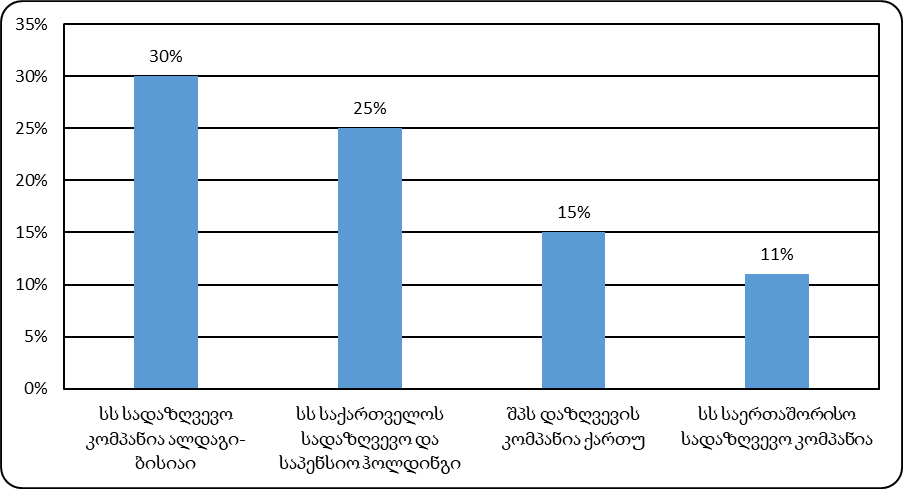 35%
30%
25%
20%
15%
10%
5%
0%
30%
25%
15%
11%
სს სადაზღვევო
კომპანია ალდაგი-
ბისიაი
სს საქართველოს
სადაზღვევო და
საპენსიო ჰოლდინგი
შპს დაზღვევის
კომპანია ქართუ
სს საერთაშორისო
სადაზღვევო კომპანია